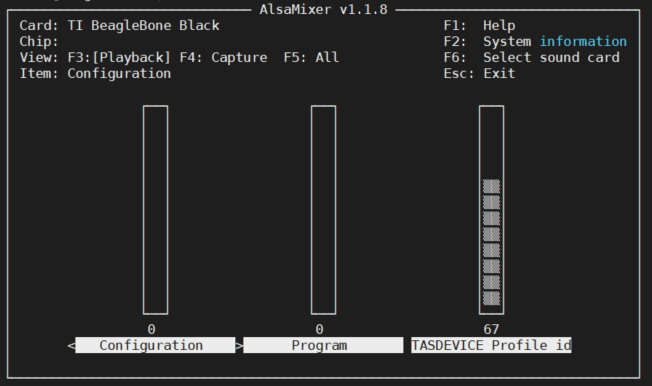 AlsaMixer v1.1.8
Card: TI BeagleBone Black F1: Help
Chip: F2: System information
View: F3:[Playback] F4: Capture F5: All F6: Select sound card
Item: Configuration Esc: Exit
0 0 67
< Configuration > Program TASDEVICE Profile id